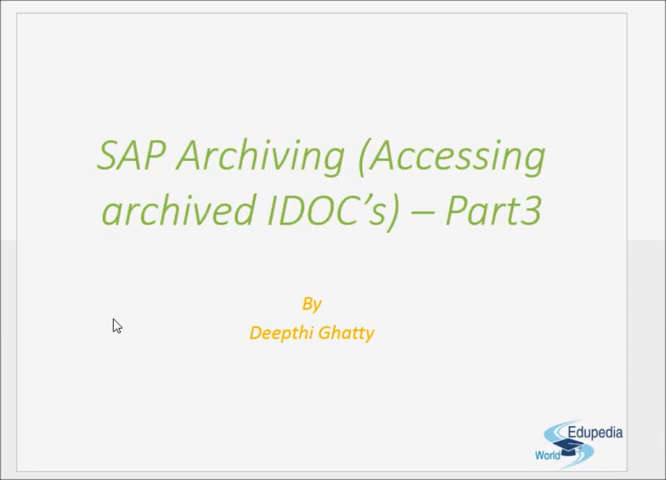 SAP Archiving (Accessing
archived IDOC’s) – Part3
By
Deepthi Ghatty
Edupedia
World